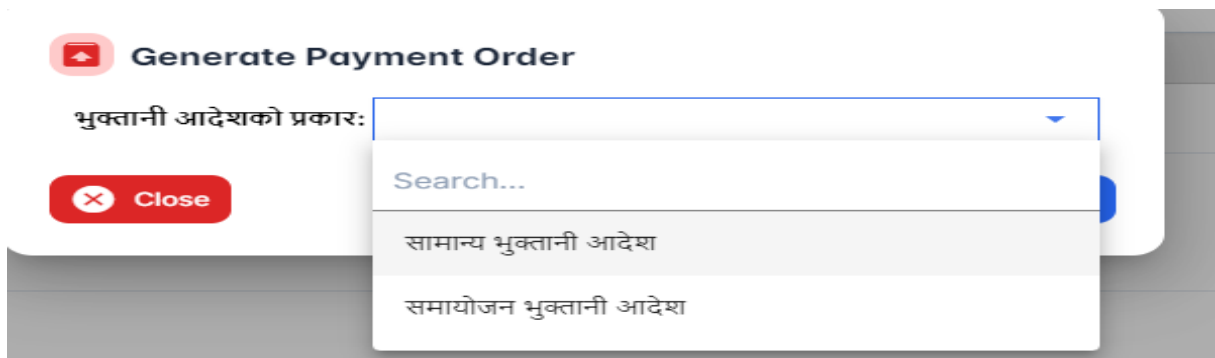 Generate Payment Order
भुक्तानी आदेशको प्रकार:
Search...
Close
सामान्य भुक्तानी आदेश
समायोजन भुक्तानी आदेश